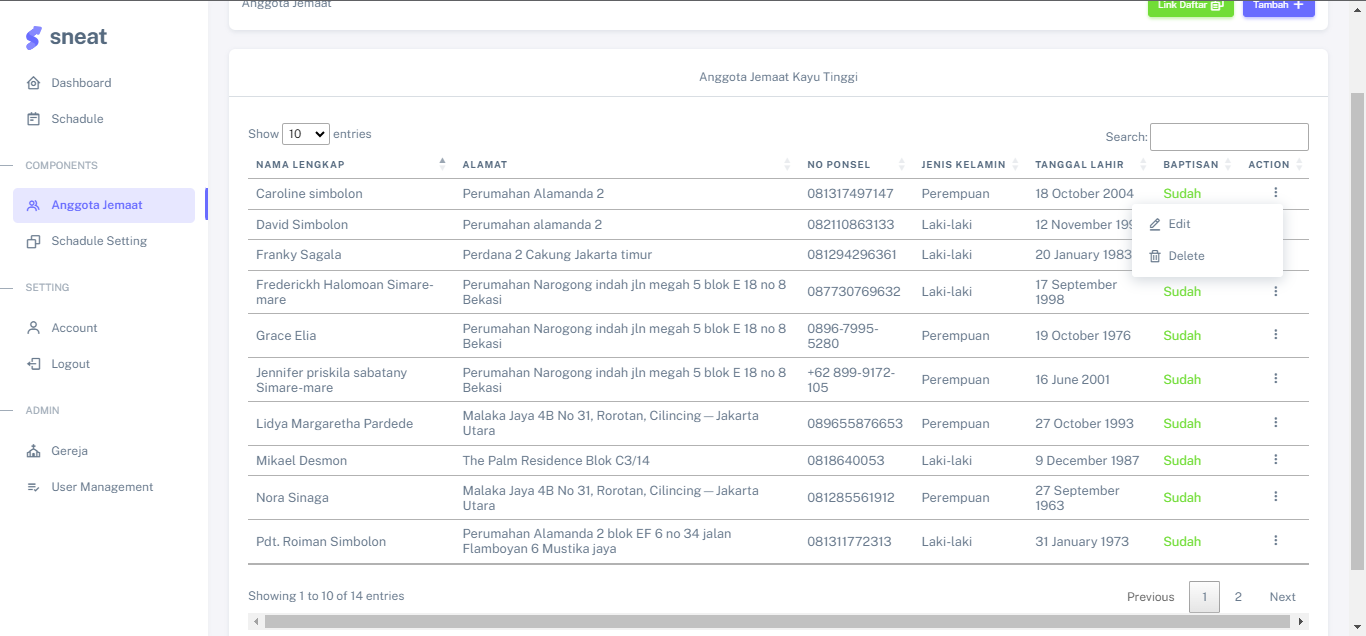 Anggota Jemaat
Link Daftar
Tambah
sneat
Dashboard
Schedule
COMPONENTS
Anggota Jemaat
Schedule Setting
SETTING
Account
Logout
ADMIN
Gereja
User Management
Anggota Jemaat Kayu Tinggi
Show 10 entries
Search:
NAMA LENGKAP ALAMAT NO PONSEL JENIS KELAMIN TANGGAL LAHIR BAPTISAN ACTION
Caroline simbolon Perumahan Alamanda 2 081317497147 Perempuan 18 October 2004 Sudah
David Simbolon Perumahan alamanda 2 082110863133 Laki-laki 12 November
Edit
Franky Sagala Perdana 2 Cakung Jakarta timur 081294296361 Laki-laki 20 January 1983
Delete
Frederickh Halomoan Simare-
mare
Perumahan Narogong indah jln megah 5 blok E 18 no 8
Bekasi
087730769632 Laki-laki
17 September
1998
Sudah
Grace Elia
Perumahan Narogong indah jln megah 5 blok E 18 no 8
Bekasi
0896-7995-
5280
Perempuan 19 October 1976 Sudah
Jennifer priskila sabatany
Simare-mare
Perumahan Narogong indah jln megah 5 blok E 18 no 8
Bekasi
+62 899-9172-
105
Perempuan 16 June 2001 Sudah
Lidya Margaretha Pardede
Malaka Jaya 4B No 31, Rorotan, Cilincing – Jakarta
Utara
089655876653 Perempuan 27 October 1993 Sudah
Mikael Desmon The Palm Residence Blok C3/14 0818640053 Laki-laki 9 December 1987 Sudah
Nora Sinaga
Malaka Jaya 4B No 31, Rorotan, Cilincing – Jakarta
Utara
081285561912 Perempuan
27 September
1963
Sudah
Pdt. Roiman Simbolon
Perumahan Alamanda 2 blok EF 6 no 34 jalan
Flamboyan 6 Mustika jaya
081311772313 Laki-laki 31 January 1973 Sudah
Showing 1 to 10 of 14 entries
Previous 1 2 Next